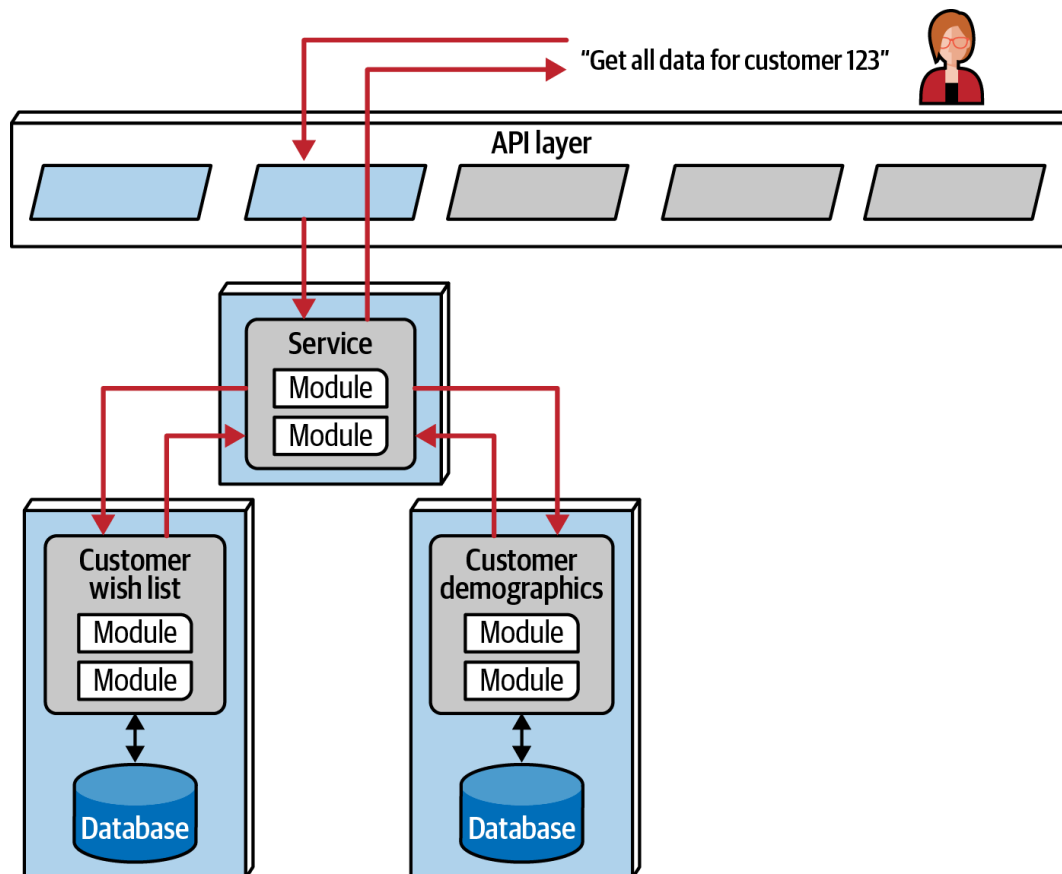 “Get all data for customer 123”
API layer
Service
Module
Module
Customer
wish list
Module
Module
Database
Customer
demographics
Module
Module
Database